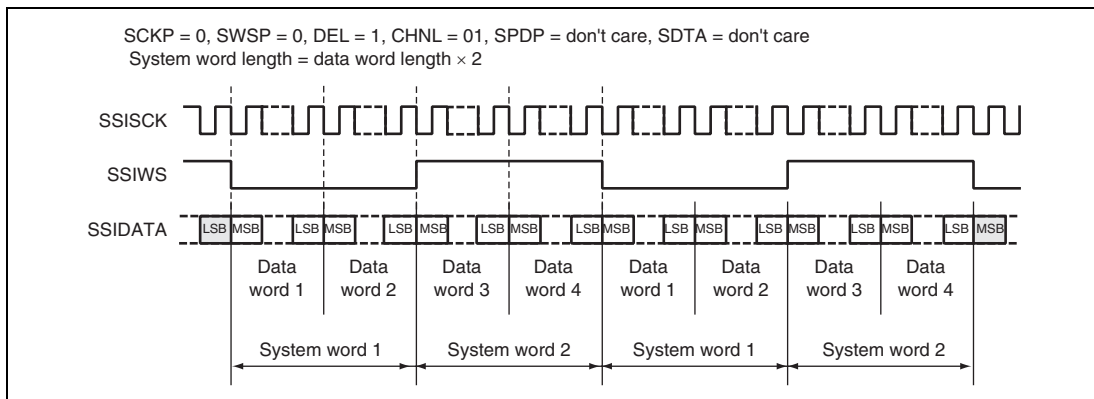 SCKP = 0, SWSP = 0, DEL = 1, CHNL = 01, SPDP = don't care, SDTA = don't care
System word length = data word length × 2
SSISCK
SSIWS
SSIDATA
LSB MSB LSB MSB LSB MSB LSB MSB LSB MSB LSB MSB LSB MSB LSB MSB LSB MSB
Data word 1
Data word 2
Data word 3
Data word 4
Data word 1
Data word 2
Data word 3
Data word 4
System word 1
System word 2
System word 1
System word 2